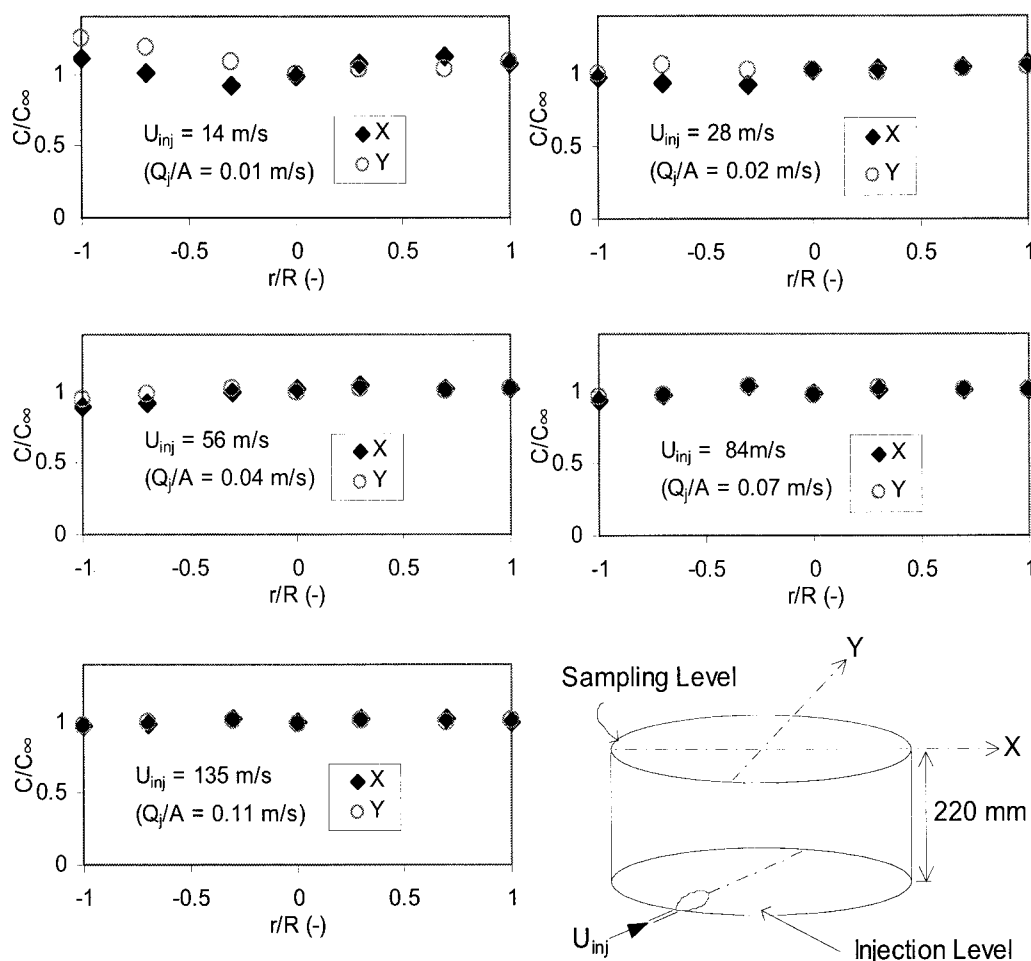 C/C∞
1
0.5
0
U_inj = 14 m/s
(Q_j/A = 0.01 m/s)
X
Y
-1 -0.5 0 0.5 1
r/R (-)
C/C∞
1
0.5
0
U_inj = 28 m/s
(Q_j/A = 0.02 m/s)
X
Y
-1 -0.5 0 0.5 1
r/R (-)
C/C∞
1
0.5
0
U_inj = 56 m/s
(Q_j/A = 0.04 m/s)
X
Y
-1 -0.5 0 0.5 1
r/R (-)
C/C∞
1
0.5
0
U_inj = 84m/s
(Q_j/A = 0.07 m/s)
X
Y
-1 -0.5 0 0.5 1
r/R (-)
C/C∞
1
0.5
0
U_inj = 135 m/s
(Q_j/A = 0.11 m/s)
X
Y
-1 -0.5 0 0.5 1
r/R (-)
Y
Sampling Level
X
220 mm
U_inj
Injection Level